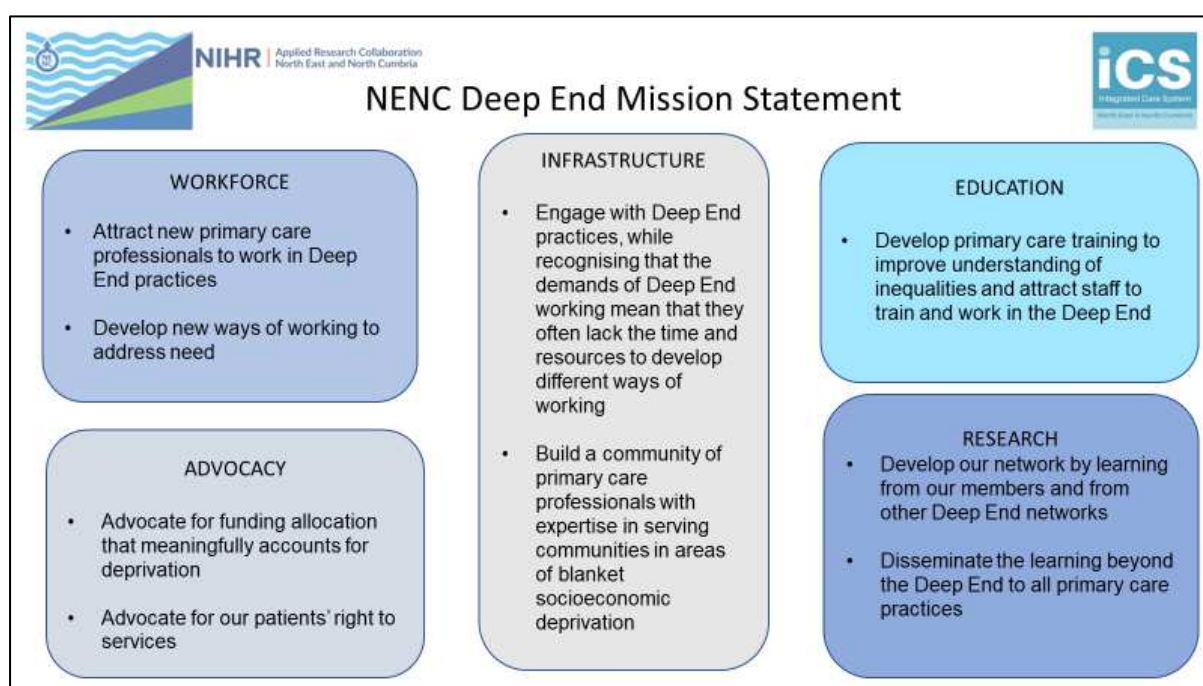 NIHR | Applied Research Collaboration
North East and North Cumbria
iCS
Integrated Care System
North East & North Cumbria
NENC Deep End Mission Statement
WORKFORCE
• Attract new primary care
professionals to work in Deep
End practices
• Develop new ways of working to
address need
ADVOCACY
• Advocate for funding allocation
that meaningfully accounts for
deprivation
• Advocate for our patients’ right to
services
INFRASTRUCTURE
• Engage with Deep End
practices, while
recognising that the
demands of Deep End
working mean that they
often lack the time and
resources to develop
different ways of
working
• Build a community of
primary care
professionals with
expertise in serving
communities in areas
of blanket
socioeconomic
deprivation
EDUCATION
• Develop primary care training to
improve understanding of
inequalities and attract staff to
train and work in the Deep End
RESEARCH
• Develop our network by learning
from our members and from
other Deep End networks
• Disseminate the learning beyond
the Deep End to all primary care
practices